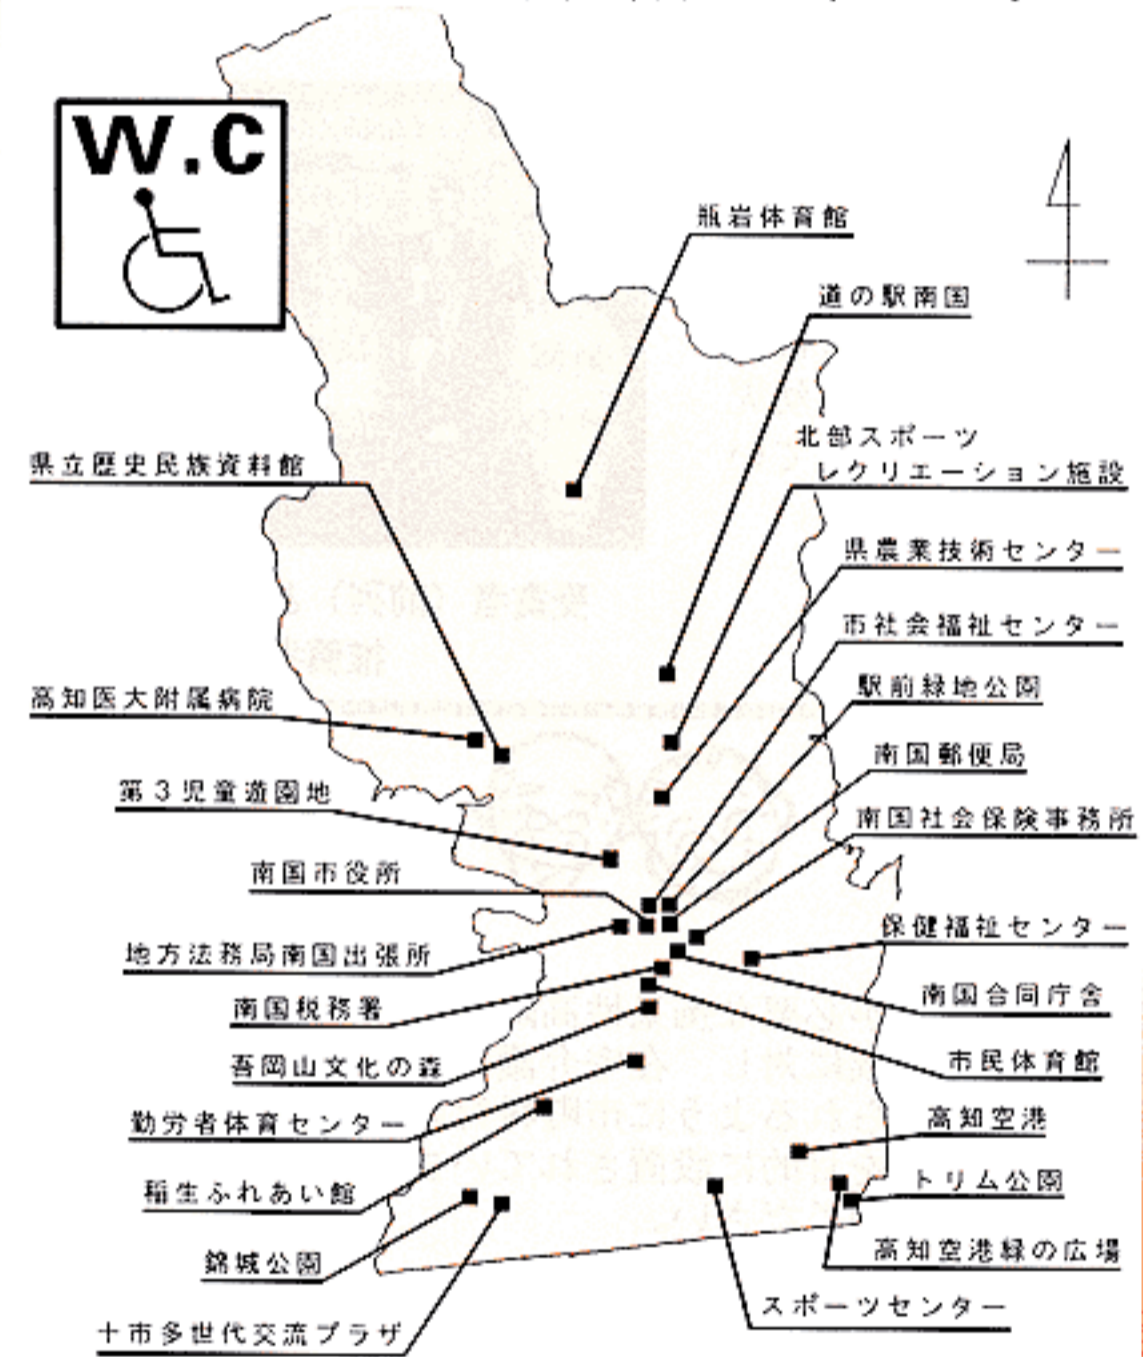 W.C
瓶岩体育館
道の駅南国
北部スポーツ
レクリエーション施設
県立歴史民族資料館
県農業技術センター
市社会福祉センター
駅前緑地公園
高知医大附属病院
南国郵便局
第3児童遊園地
南国社会保険事務所
南国市役所
保健福祉センター
地方法務局南国出張所
南国税務署
南国合同庁舎
吾岡山文化の森
市民体育館
勤労者体育センター
高知空港
稲生ふれあい館
トリム公園
錦城公園
高知空港緑の広場
スポーツセンター
十市多世代交流プラザ